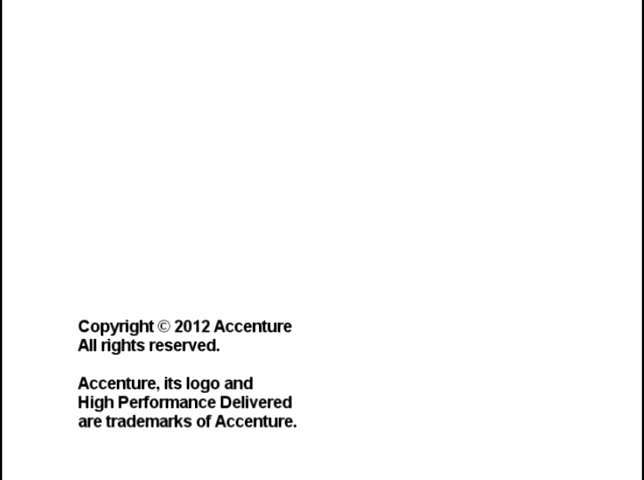 Copyright © 2012 Accenture
All rights reserved.
Accenture, its logo and
High Performance Delivered
are trademarks of Accenture.